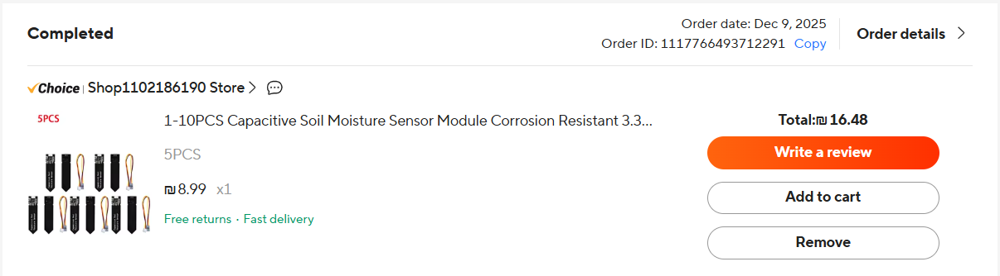 Completed
Order date: Dec 9, 2025
Order ID: 1117766493712291 Copy
Order details
Choice | Shop1102186190 Store
5PCS
1-10PCS Capacitive Soil Moisture Sensor Module Corrosion Resistant 3.3...
5PCS
₪8.99 x1
Free returns · Fast delivery
Total:₪16.48
Write a review
Add to cart
Remove